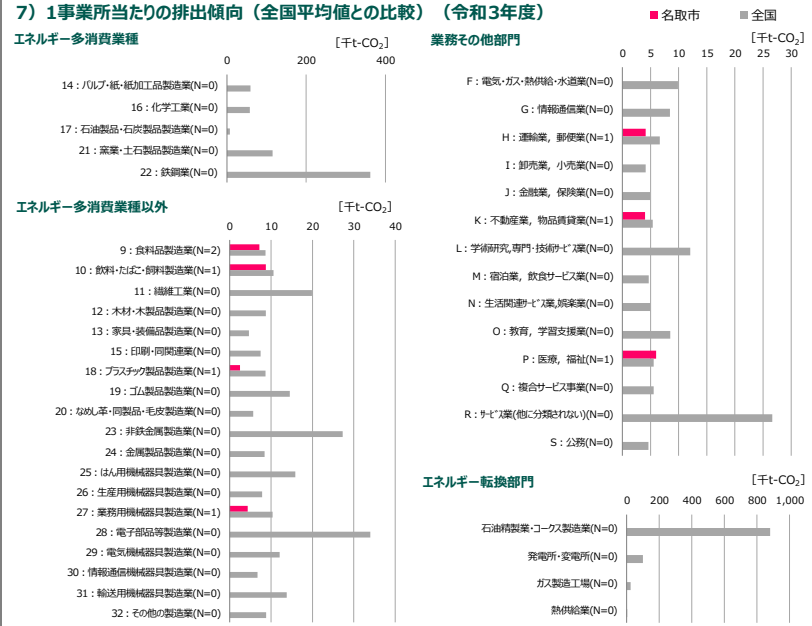 7）1事業所当たりの排出傾向（全国平均値との比較）（令和3年度）
■名取市 ■全国
エネルギー多消費業種
［千t-CO₂］
0 200 400
14：パルプ・紙・紙加工品製造業(N=0)
16：化学工業(N=0)
17：石油製品・石炭製品製造業(N=0)
21：窯業・土石製品製造業(N=0)
22：鉄鋼業(N=0)
エネルギー多消費業種以外
［千t-CO₂］
0 10 20 30 40
9：食料品製造業(N=2)
10：飲料・たばこ・飼料製造業(N=1)
11：繊維工業(N=0)
12：木材・木製品製造業(N=0)
13：家具・装備品製造業(N=0)
15：印刷・同関連業(N=0)
18：プラスチック製品製造業(N=1)
19：ゴム製品製造業(N=0)
20：なめし革・同製品・毛皮製造業(N=0)
23：非鉄金属製造業(N=0)
24：金属製品製造業(N=0)
25：はん用機械器具製造業(N=0)
26：生産用機械器具製造業(N=0)
27：業務用機械器具製造業(N=1)
28：電子部品等製造業(N=0)
29：電気機械器具製造業(N=0)
30：情報通信機械器具製造業(N=0)
31：輸送用機械器具製造業(N=0)
32：その他の製造業(N=0)
業務その他部門
［千t-CO₂］
0 5 10 15 20 25 30
F：電気・ガス・熱供給・水道業(N=0)
G：情報通信業(N=0)
H：運輸業，郵便業(N=1)
I：卸売業，小売業(N=0)
J：金融業，保険業(N=0)
K：不動産業，物品賃貸業(N=1)
L：学術研究,専門・技術ｻｰﾋﾞｽ業(N=0)
M：宿泊業，飲食サービス業(N=0)
N：生活関連ｻｰﾋﾞｽ業,娯楽業(N=0)
O：教育，学習支援業(N=0)
P：医療，福祉(N=1)
Q：複合サービス事業(N=0)
R：ｻｰﾋﾞｽ業(他に分類されない)(N=0)
S：公務(N=0)
エネルギー転換部門
［千t-CO₂］
0 200 400 600 800 1,000
石油精製業・コークス製造業(N=0)
発電所・変電所(N=0)
ガス製造工場(N=0)
熱供給業(N=0)